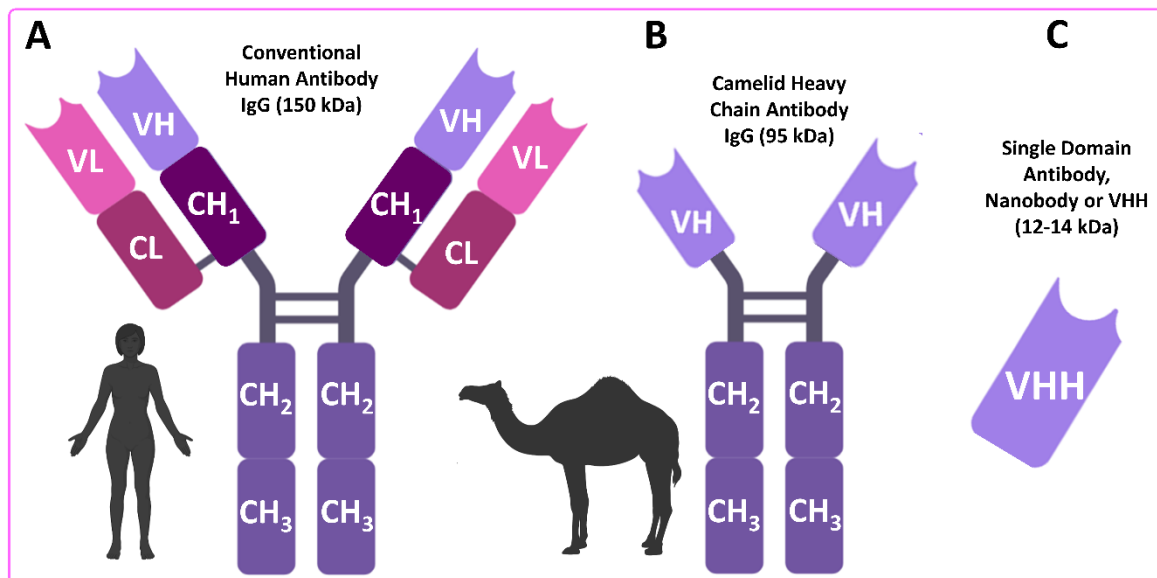 A
Conventional
Human Antibody
IgG (150 kDa)
VL
VH
VH
VL
CL
CH₁
CH₁
CL
CH₂
CH₂
CH₃
CH₃
B
Camelid Heavy
Chain Antibody
IgG (95 kDa)
VH
VH
CH₂
CH₂
CH₃
CH₃
C
Single Domain
Antibody,
Nanobody or VHH
(12-14 kDa)
VHH